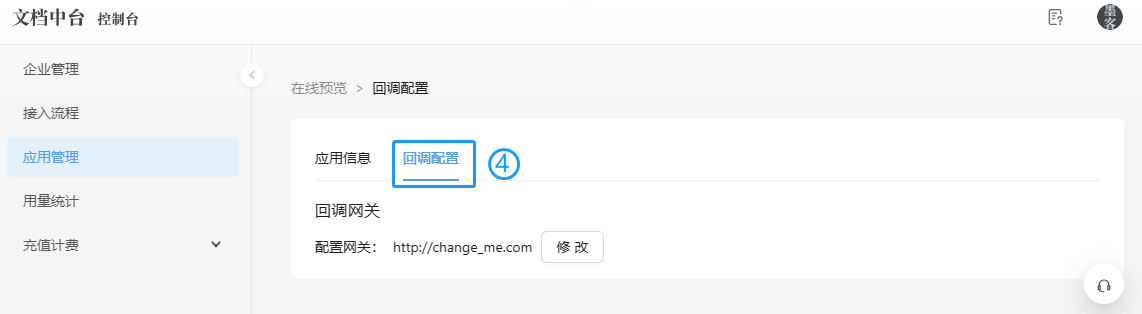 文档中台 控制台
墨客
企业管理
接入流程
应用管理
用量统计
充值计费
在线预览 > 回调配置
应用信息 回调配置 ④
回调网关
配置网关： http://change_me.com 修 改